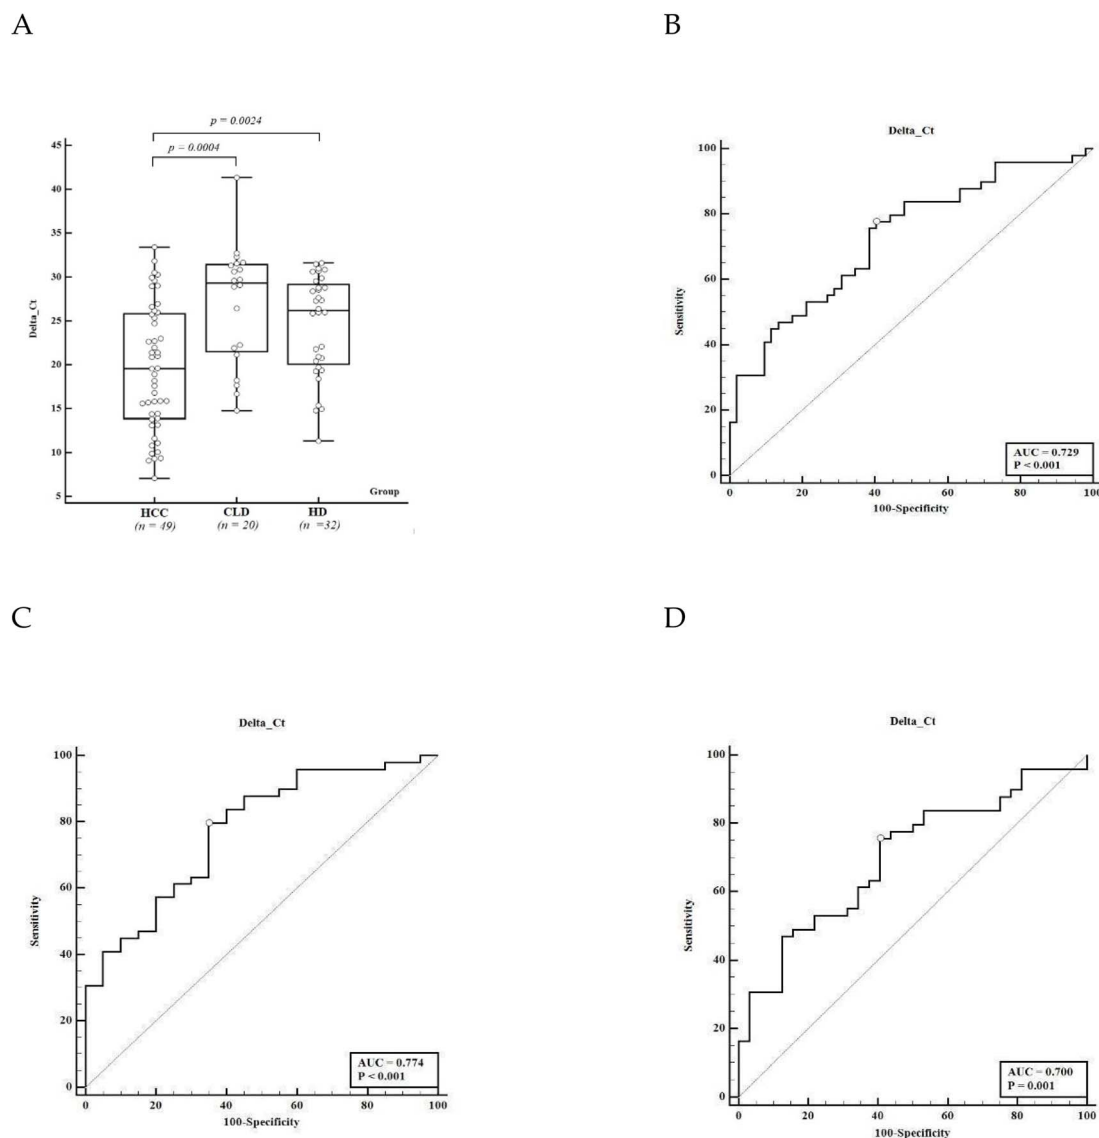 A
B
p = 0.0024
p = 0.0004
45
40
35
30
25
20
15
10
5
Delta_Ct
Group
HCC CLD HD
(n = 49) (n = 20) (n =32)
Delta_Ct
100
80
60
40
20
0
Sensitivity
AUC = 0.729
P < 0.001
0 20 40 60 80 100
100-Specificity
C
D
Delta_Ct
100
80
60
40
20
0
Sensitivity
AUC = 0.774
P < 0.001
0 20 40 60 80 100
100-Specificity
Delta_Ct
100
80
60
40
20
0
Sensitivity
AUC = 0.700
P = 0.001
0 20 40 60 80 100
100-Specificity